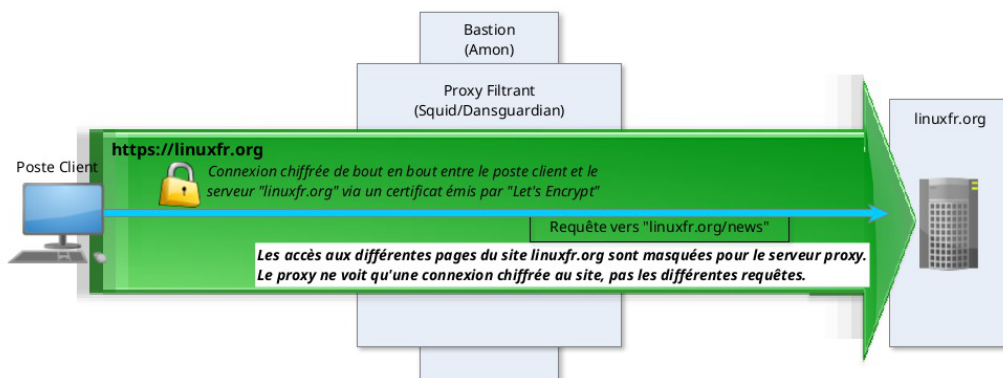 Bastion
(Amon)
Proxy Filtrant
(Squid/Dansguardian)
linuxfr.org
https://linuxfr.org
Poste Client
Connexion chiffrée de bout en bout entre le poste client et le
serveur "linuxfr.org" via un certificat émis par "Let's Encrypt"
Requête vers "linuxfr.org/news"
Les accès aux différentes pages du site linuxfr.org sont masquées pour le serveur proxy.
Le proxy ne voit qu'une connexion chiffrée au site, pas les différentes requêtes.